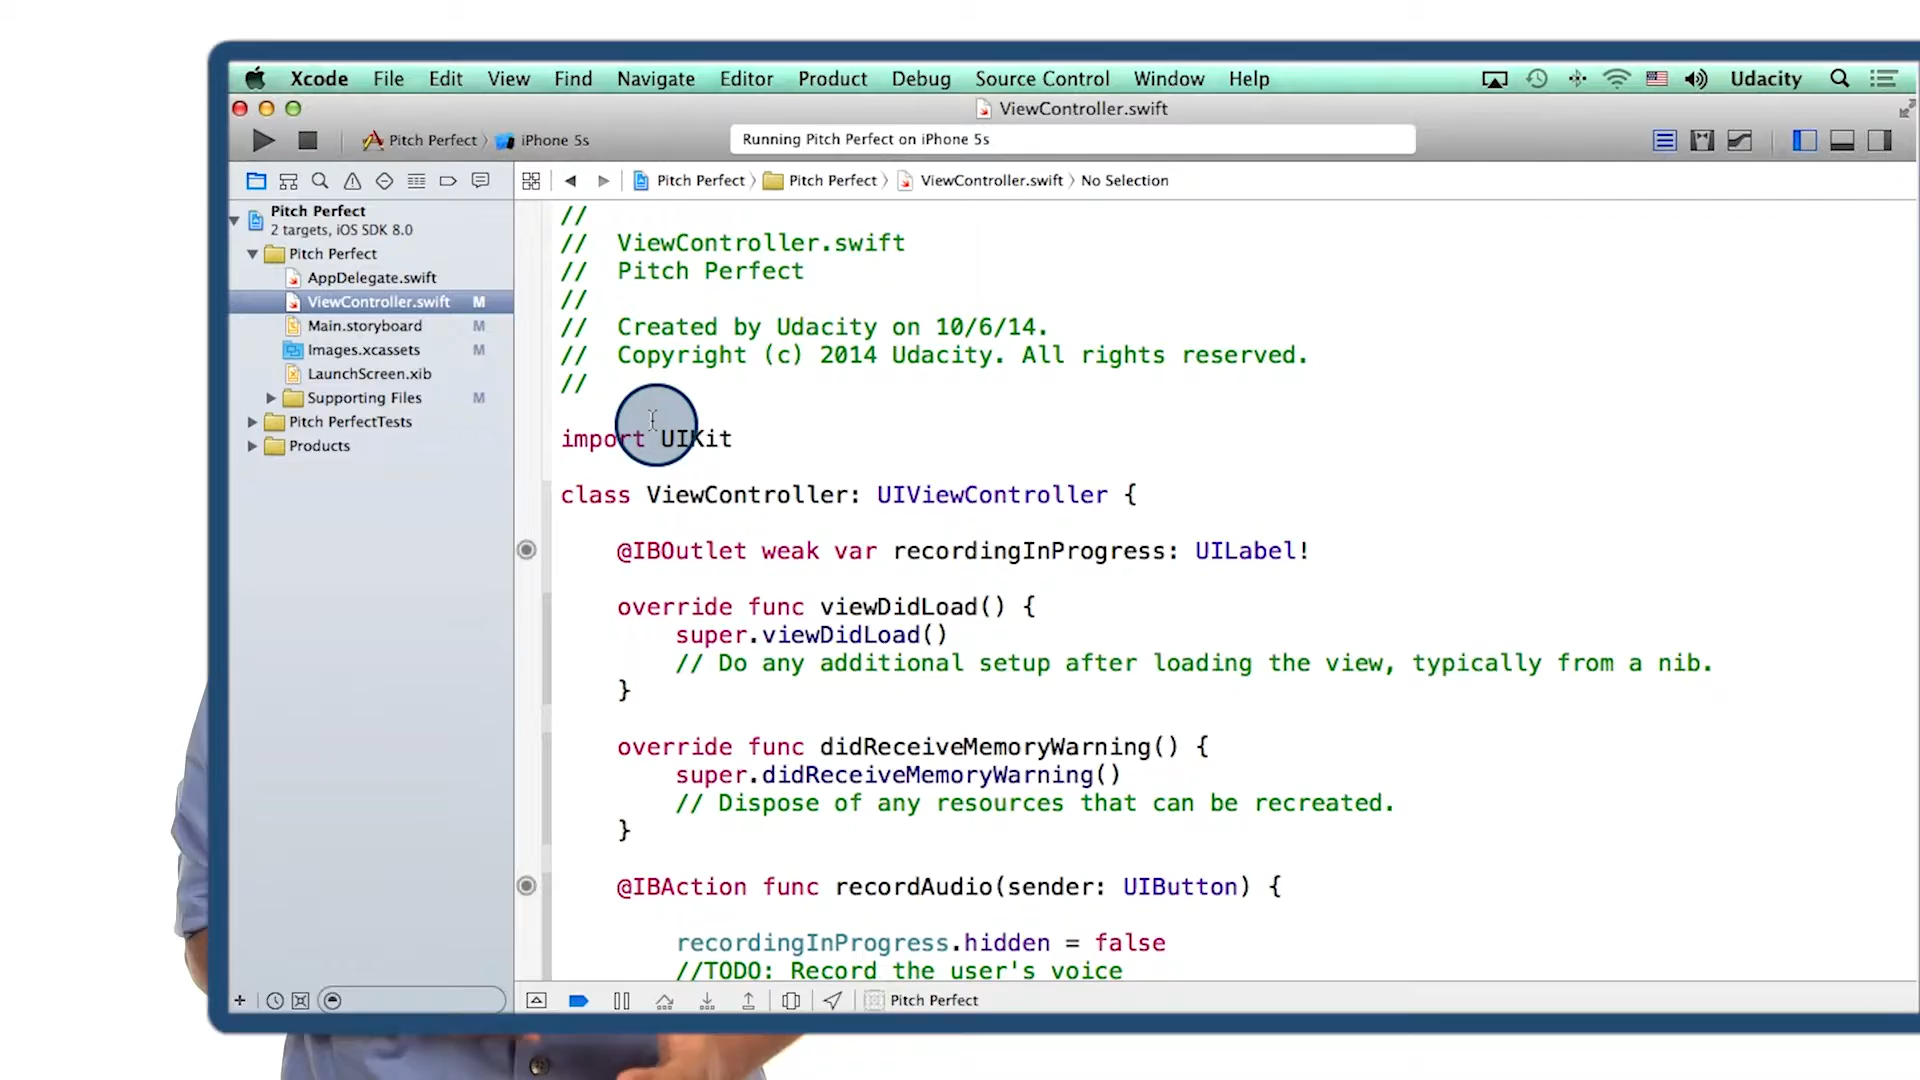 Xcode File Edit View Find Navigate Editor Product Debug Source Control Window Help Udacity
ViewController.swift
Pitch Perfect iPhone 5s
Running Pitch Perfect on iPhone 5s
Pitch Perfect Pitch Perfect ViewController.swift No Selection
Pitch Perfect
2 targets, iOS SDK 8.0
Pitch Perfect
AppDelegate.swift
ViewController.swift M
Main.storyboard M
Images.xcassets M
LaunchScreen.xib
Supporting Files M
Pitch PerfectTests
Products
//
// ViewController.swift
// Pitch Perfect
//
// Created by Udacity on 10/6/14.
// Copyright (c) 2014 Udacity. All rights reserved.
//
import UIKit
class ViewController: UIViewController {
@IBOutlet weak var recordingInProgress: UILabel!
override func viewDidLoad() {
super.viewDidLoad()
// Do any additional setup after loading the view, typically from a nib.
}
override func didReceiveMemoryWarning() {
super.didReceiveMemoryWarning()
// Dispose of any resources that can be recreated.
}
@IBAction func recordAudio(sender: UIButton) {
recordingInProgress.hidden = false
//TODO: Record the user's voice
Pitch Perfect